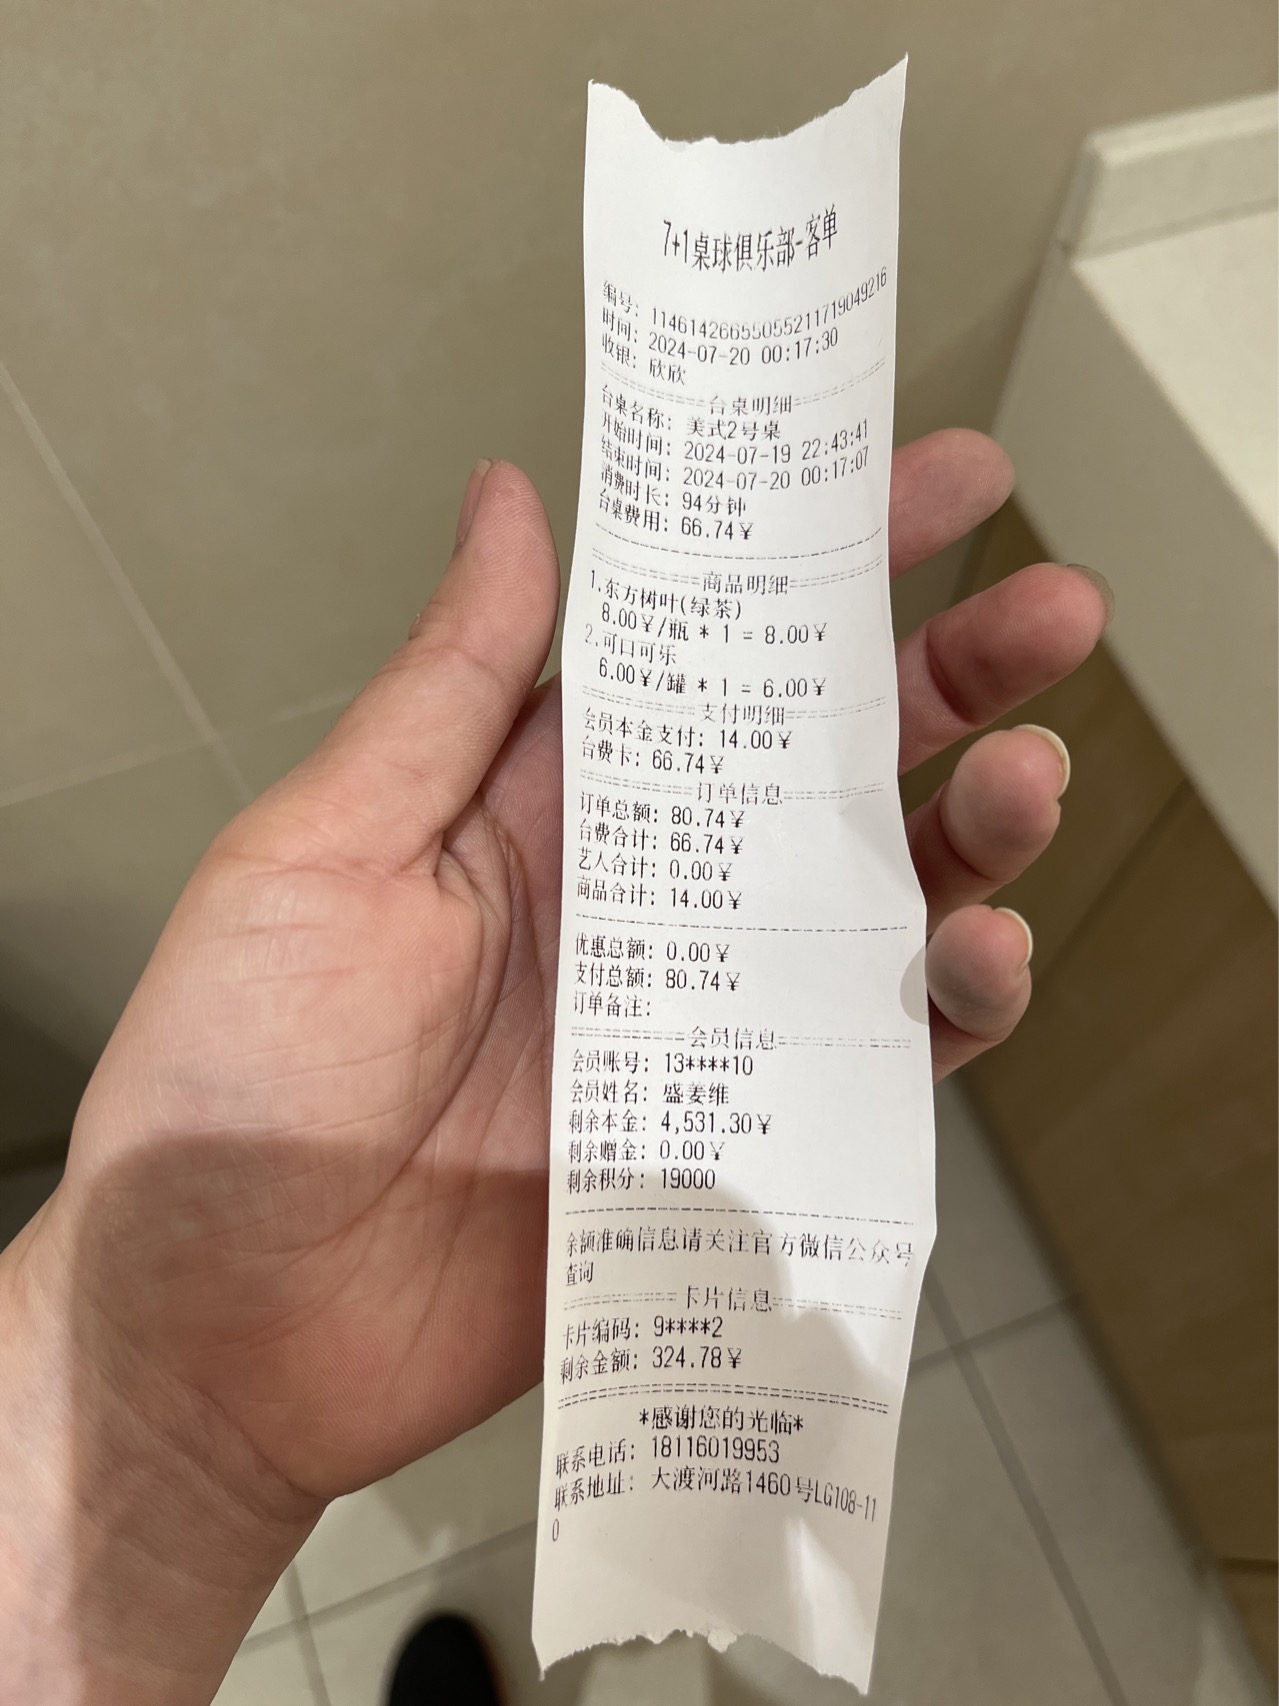 7+1桌球俱乐部-客单
编号: 1146142665505521171904​9216
时间: 2024-07-20 00:17:30
收银: 欣欣
台桌明细
台桌名称: 美式2号桌
开始时间: 2024-07-19 22:43:41
结束时间: 2024-07-20 00:17:07
消费时长: 94分钟
台桌费用: 66.74¥
商品明细
1.东方树叶(绿茶)
8.00¥/瓶 * 1 = 8.00¥
2.可口可乐
6.00¥/罐 * 1 = 6.00¥
支付明细
会员本金支付: 14.00¥
台费卡: 66.74¥
订单信息
订单总额: 80.74¥
台费合计: 66.74¥
艺人合计: 0.00¥
商品合计: 14.00¥
优惠总额: 0.00¥
支付总额: 80.74¥
订单备注:
会员信息
会员账号: 13****10
会员姓名: 盛姜维
剩余本金: 4,531.30¥
剩余赠金: 0.00¥
剩余积分: 19000
余额准确信息请关注官方微信公众号
查询
卡片信息
卡片编码: 9****2
剩余金额: 324.78¥
*感谢您的光临*
联系电话: 18116019953
联系地址: 大渡河路1460号LG108-11
0